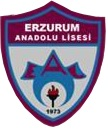 ERZURUM
ANADOLU LİSESİ
EAL
1973